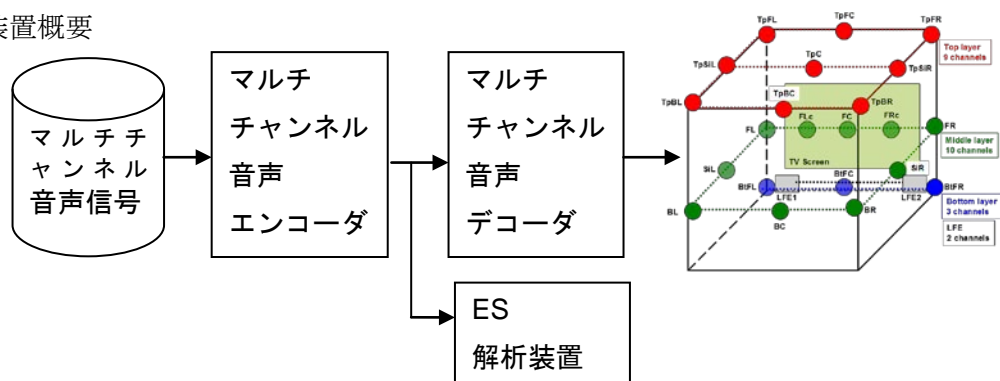 装置概要
マルチチ
ャンネル
音声信号
マルチ
チャンネル
音声
エンコーダ
マルチ
チャンネル
音声
デコーダ
ES
解析装置
TpFL
TpFC
TpFR
Top layer
9 channels
TpSiL
TpC
TpSiR
TpBL
TpBC
TpBR
FL
FLc
FC
FRc
FR
Middle layer
10 channels
TV Screen
SiL
SiR
BtFL
BtFC
BtFR
LFE1
LFE2
Bottom layer
3 channels
BL
BC
BR
LFE
2 channels